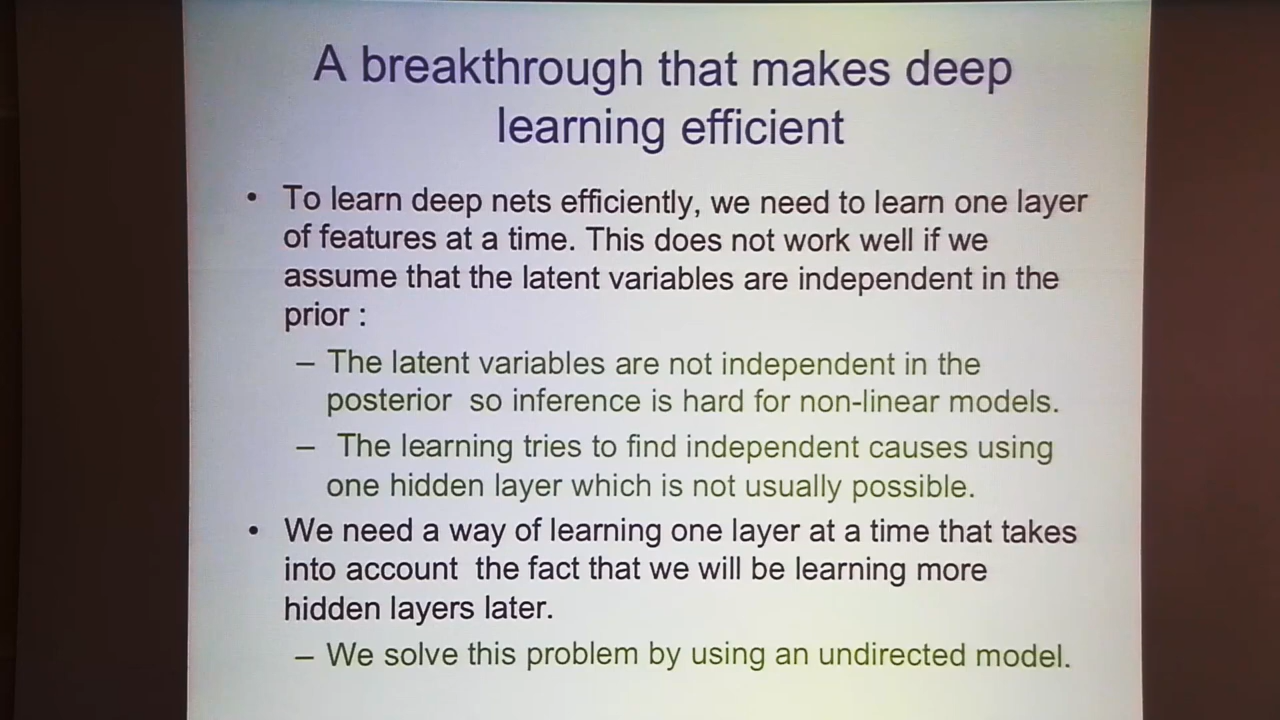 A breakthrough that makes deep
learning efficient
• To learn deep nets efficiently, we need to learn one layer
of features at a time. This does not work well if we
assume that the latent variables are independent in the
prior :
– The latent variables are not independent in the
posterior so inference is hard for non-linear models.
– The learning tries to find independent causes using
one hidden layer which is not usually possible.
• We need a way of learning one layer at a time that takes
into account the fact that we will be learning more
hidden layers later.
– We solve this problem by using an undirected model.